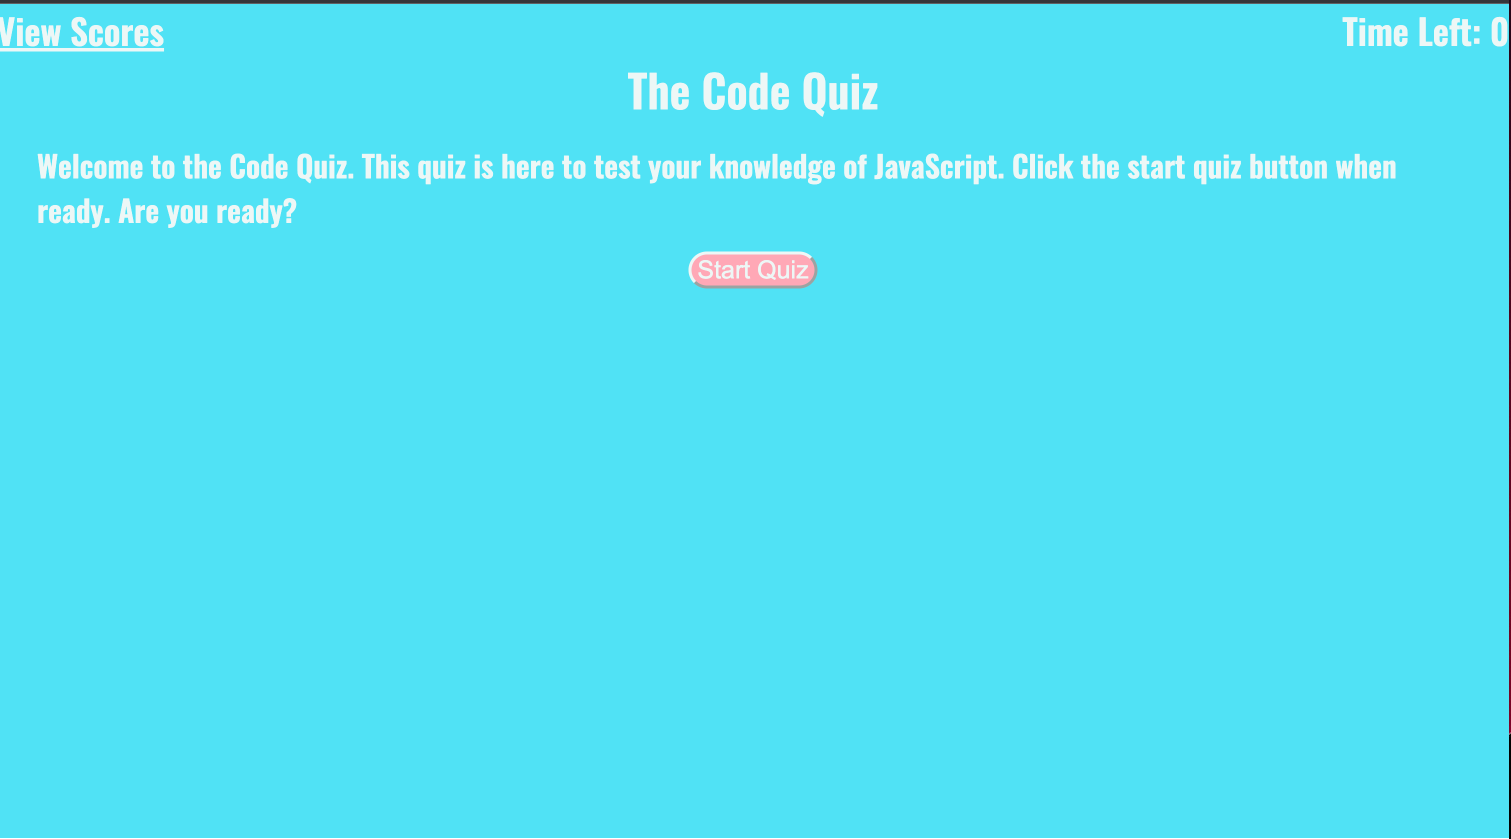 View Scores
Time Left: 0
The Code Quiz
Welcome to the Code Quiz. This quiz is here to test your knowledge of JavaScript. Click the start quiz button when
ready. Are you ready?
Start Quiz